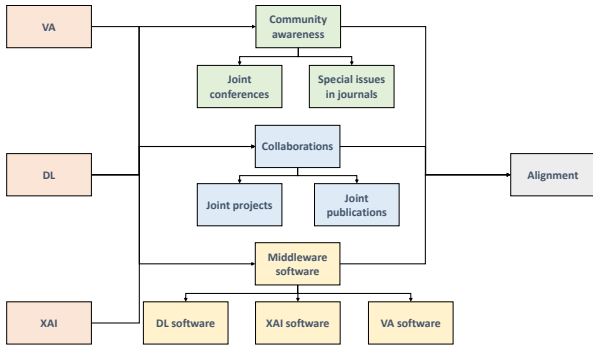 VA
Community
awareness
Joint
conferences
Special issues
in journals
DL
Collaborations
Alignment
Joint projects
Joint
publications
Middleware
software
XAI
DL software
XAI software
VA software